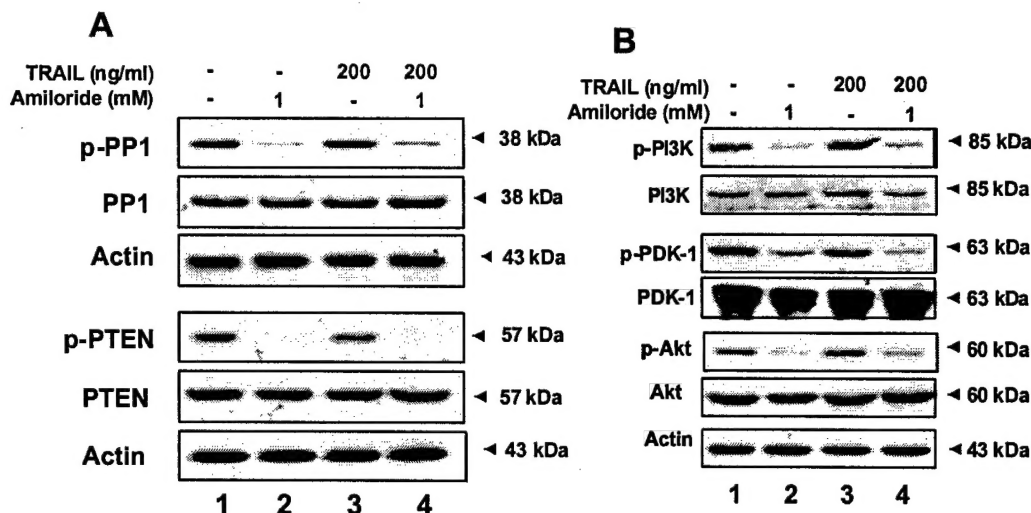 A
TRAIL (ng/ml) - - 200 200
Amiloride (mM) - 1 - 1
p-PP1 38 kDa
PP1 38 kDa
Actin 43 kDa
p-PTEN 57 kDa
PTEN 57 kDa
Actin 43 kDa
1 2 3 4
B
TRAIL (ng/ml) - - 200 200
Amiloride (mM) - 1 - 1
p-PI3K 85 kDa
PI3K 85 kDa
p-PDK-1 63 kDa
PDK-1 63 kDa
p-Akt 60 kDa
Akt 60 kDa
Actin 43 kDa
1 2 3 4